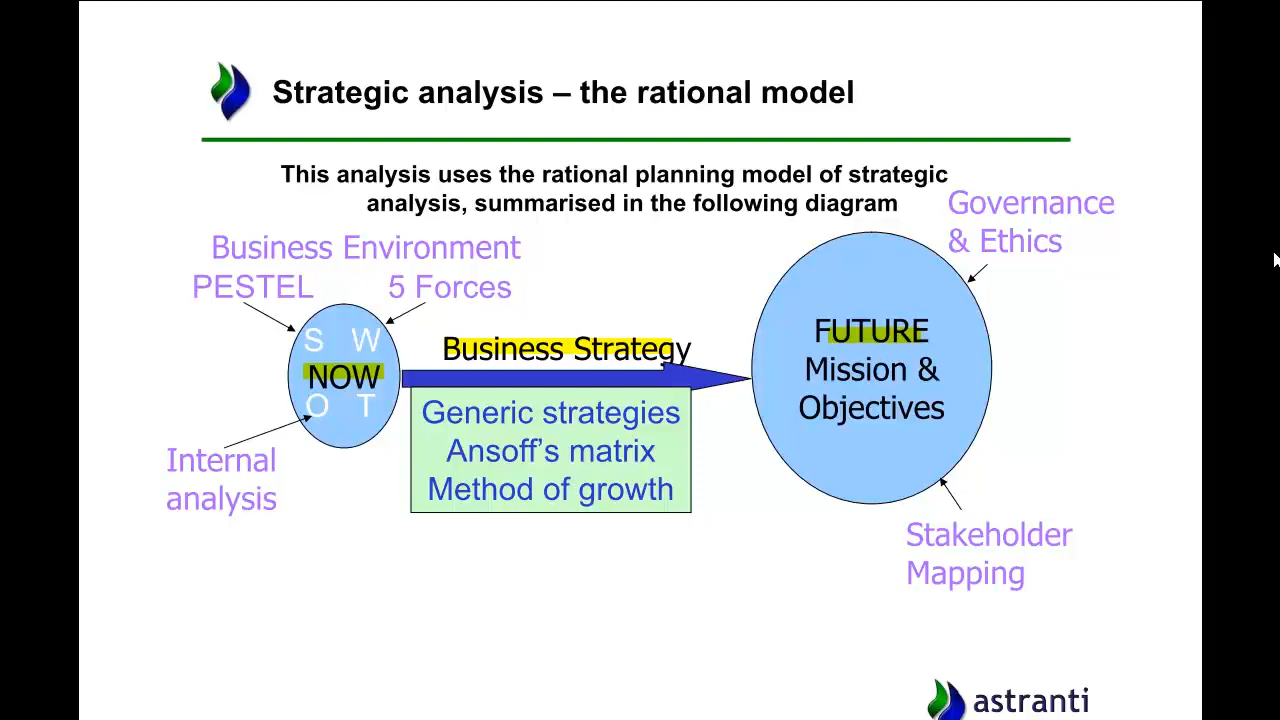 Strategic analysis – the rational model
This analysis uses the rational planning model of strategic
analysis, summarised in the following diagram
Governance
& Ethics
Business Environment
PESTEL 5 Forces
S W
NOW
O T
Internal
analysis
Business Strategy
Generic strategies
Ansoff’s matrix
Method of growth
FUTURE
Mission &
Objectives
Stakeholder
Mapping
astranti